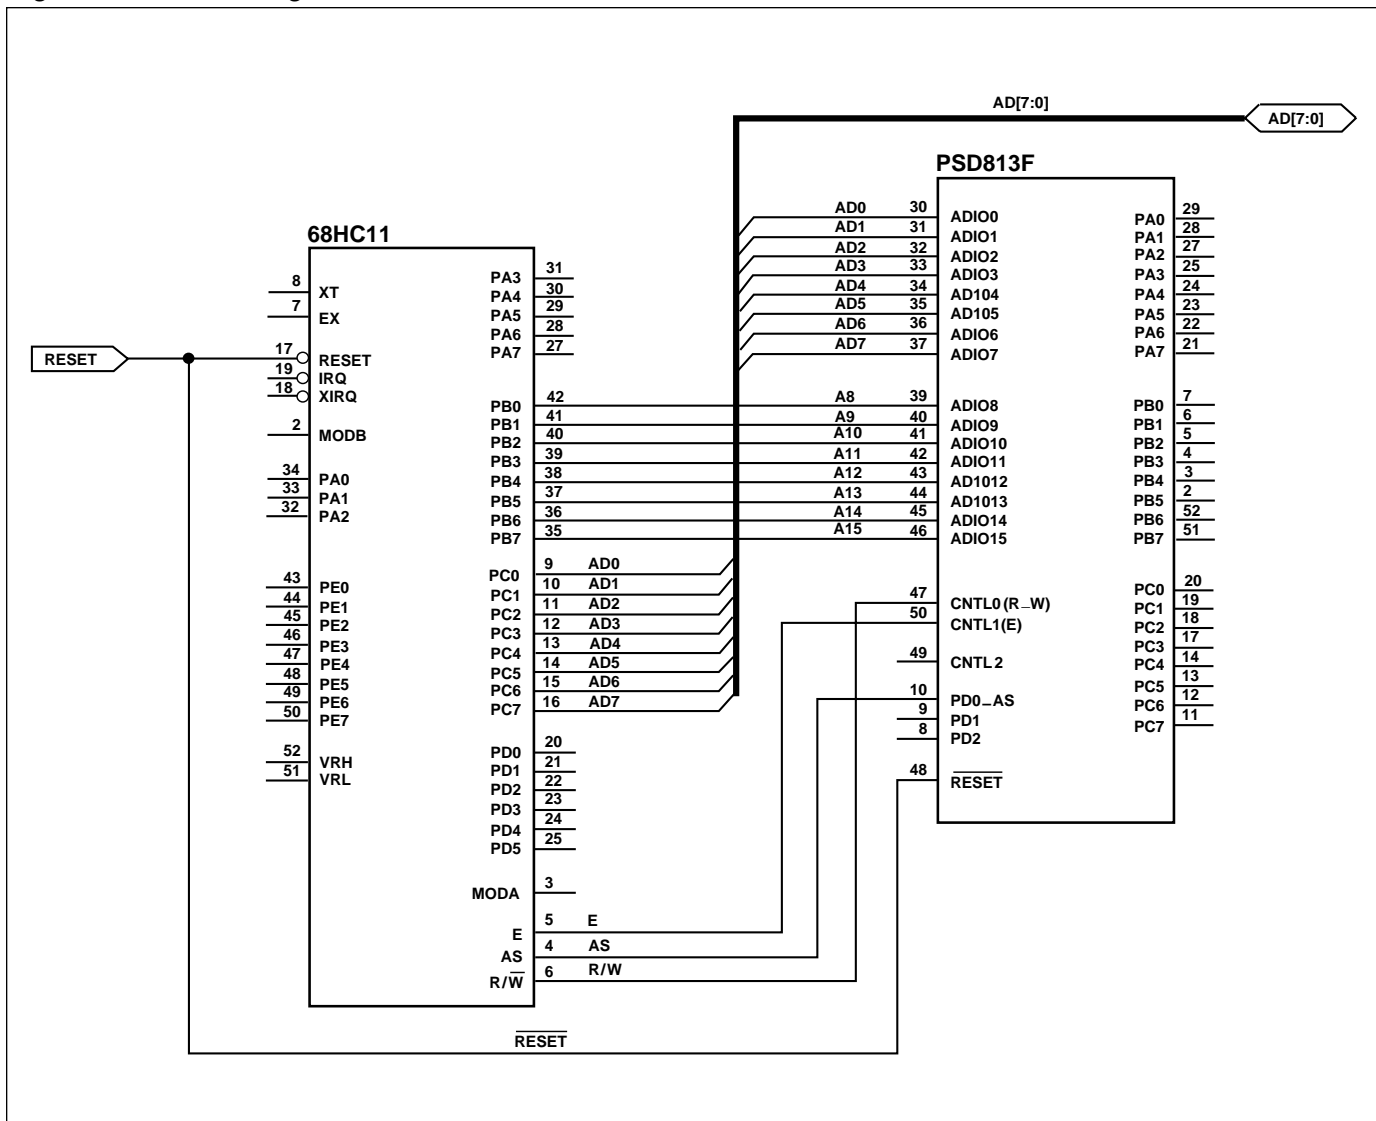 AD[7:0]
AD[7:0]
PSD813F
68HC11
8 XT
7 EX
RESET
17 RESET
19 IRQ
18 XIRQ
2 MODB
34 PA0
33 PA1
32 PA2
43 PE0
44 PE1
45 PE2
46 PE3
47 PE4
48 PE5
49 PE6
50 PE7
52 VRH
51 VRL
PA3 31
PA4 30
PA5 29
PA6 28
PA7 27
PB0 42
PB1 41
PB2 40
PB3 39
PB4 38
PB5 37
PB6 36
PB7 35
PC0 9 AD0
PC1 10 AD1
PC2 11 AD2
PC3 12 AD3
PC4 13 AD4
PC5 14 AD5
PC6 15 AD6
PC7 16 AD7
PD0 20
PD1 21
PD2 22
PD3 23
PD4 24
PD5 25
MODA 3
E 5 E
AS 4 AS
R/W 6 R/W
RESET
AD0 30 ADIO0
AD1 31 ADIO1
AD2 32 ADIO2
AD3 33 ADIO3
AD4 34 AD104
AD5 35 AD105
AD6 36 ADIO6
AD7 37 ADIO7
A8 39 ADIO8
A9 40 ADIO9
A10 41 ADIO10
A11 42 ADIO11
A12 43 AD1012
A13 44 AD1013
A14 45 ADIO14
A15 46 ADIO15
47 CNTL0(R_W)
50 CNTL1(E)
49 CNTL2
10 PD0_AS
9 PD1
8 PD2
48 RESET
PA0 29
PA1 28
PA2 27
PA3 25
PA4 24
PA5 23
PA6 22
PA7 21
PB0 7
PB1 6
PB2 5
PB3 4
PB4 3
PB5 2
PB6 52
PB7 51
PC0 20
PC1 19
PC2 18
PC3 17
PC4 14
PC5 13
PC6 12
PC7 11